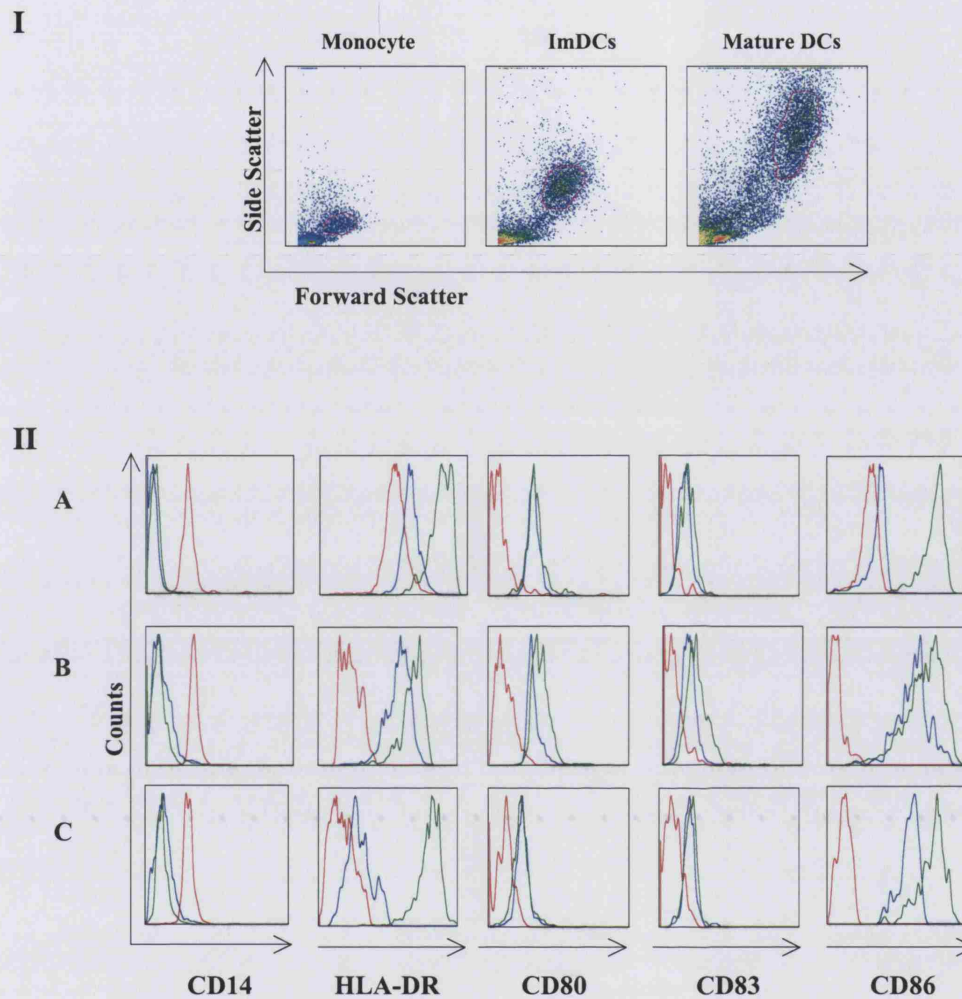 I
Monocyte ImDCs Mature DCs
Side Scatter
Forward Scatter
II
A
B
C
Counts
CD14 HLA-DR CD80 CD83 CD86